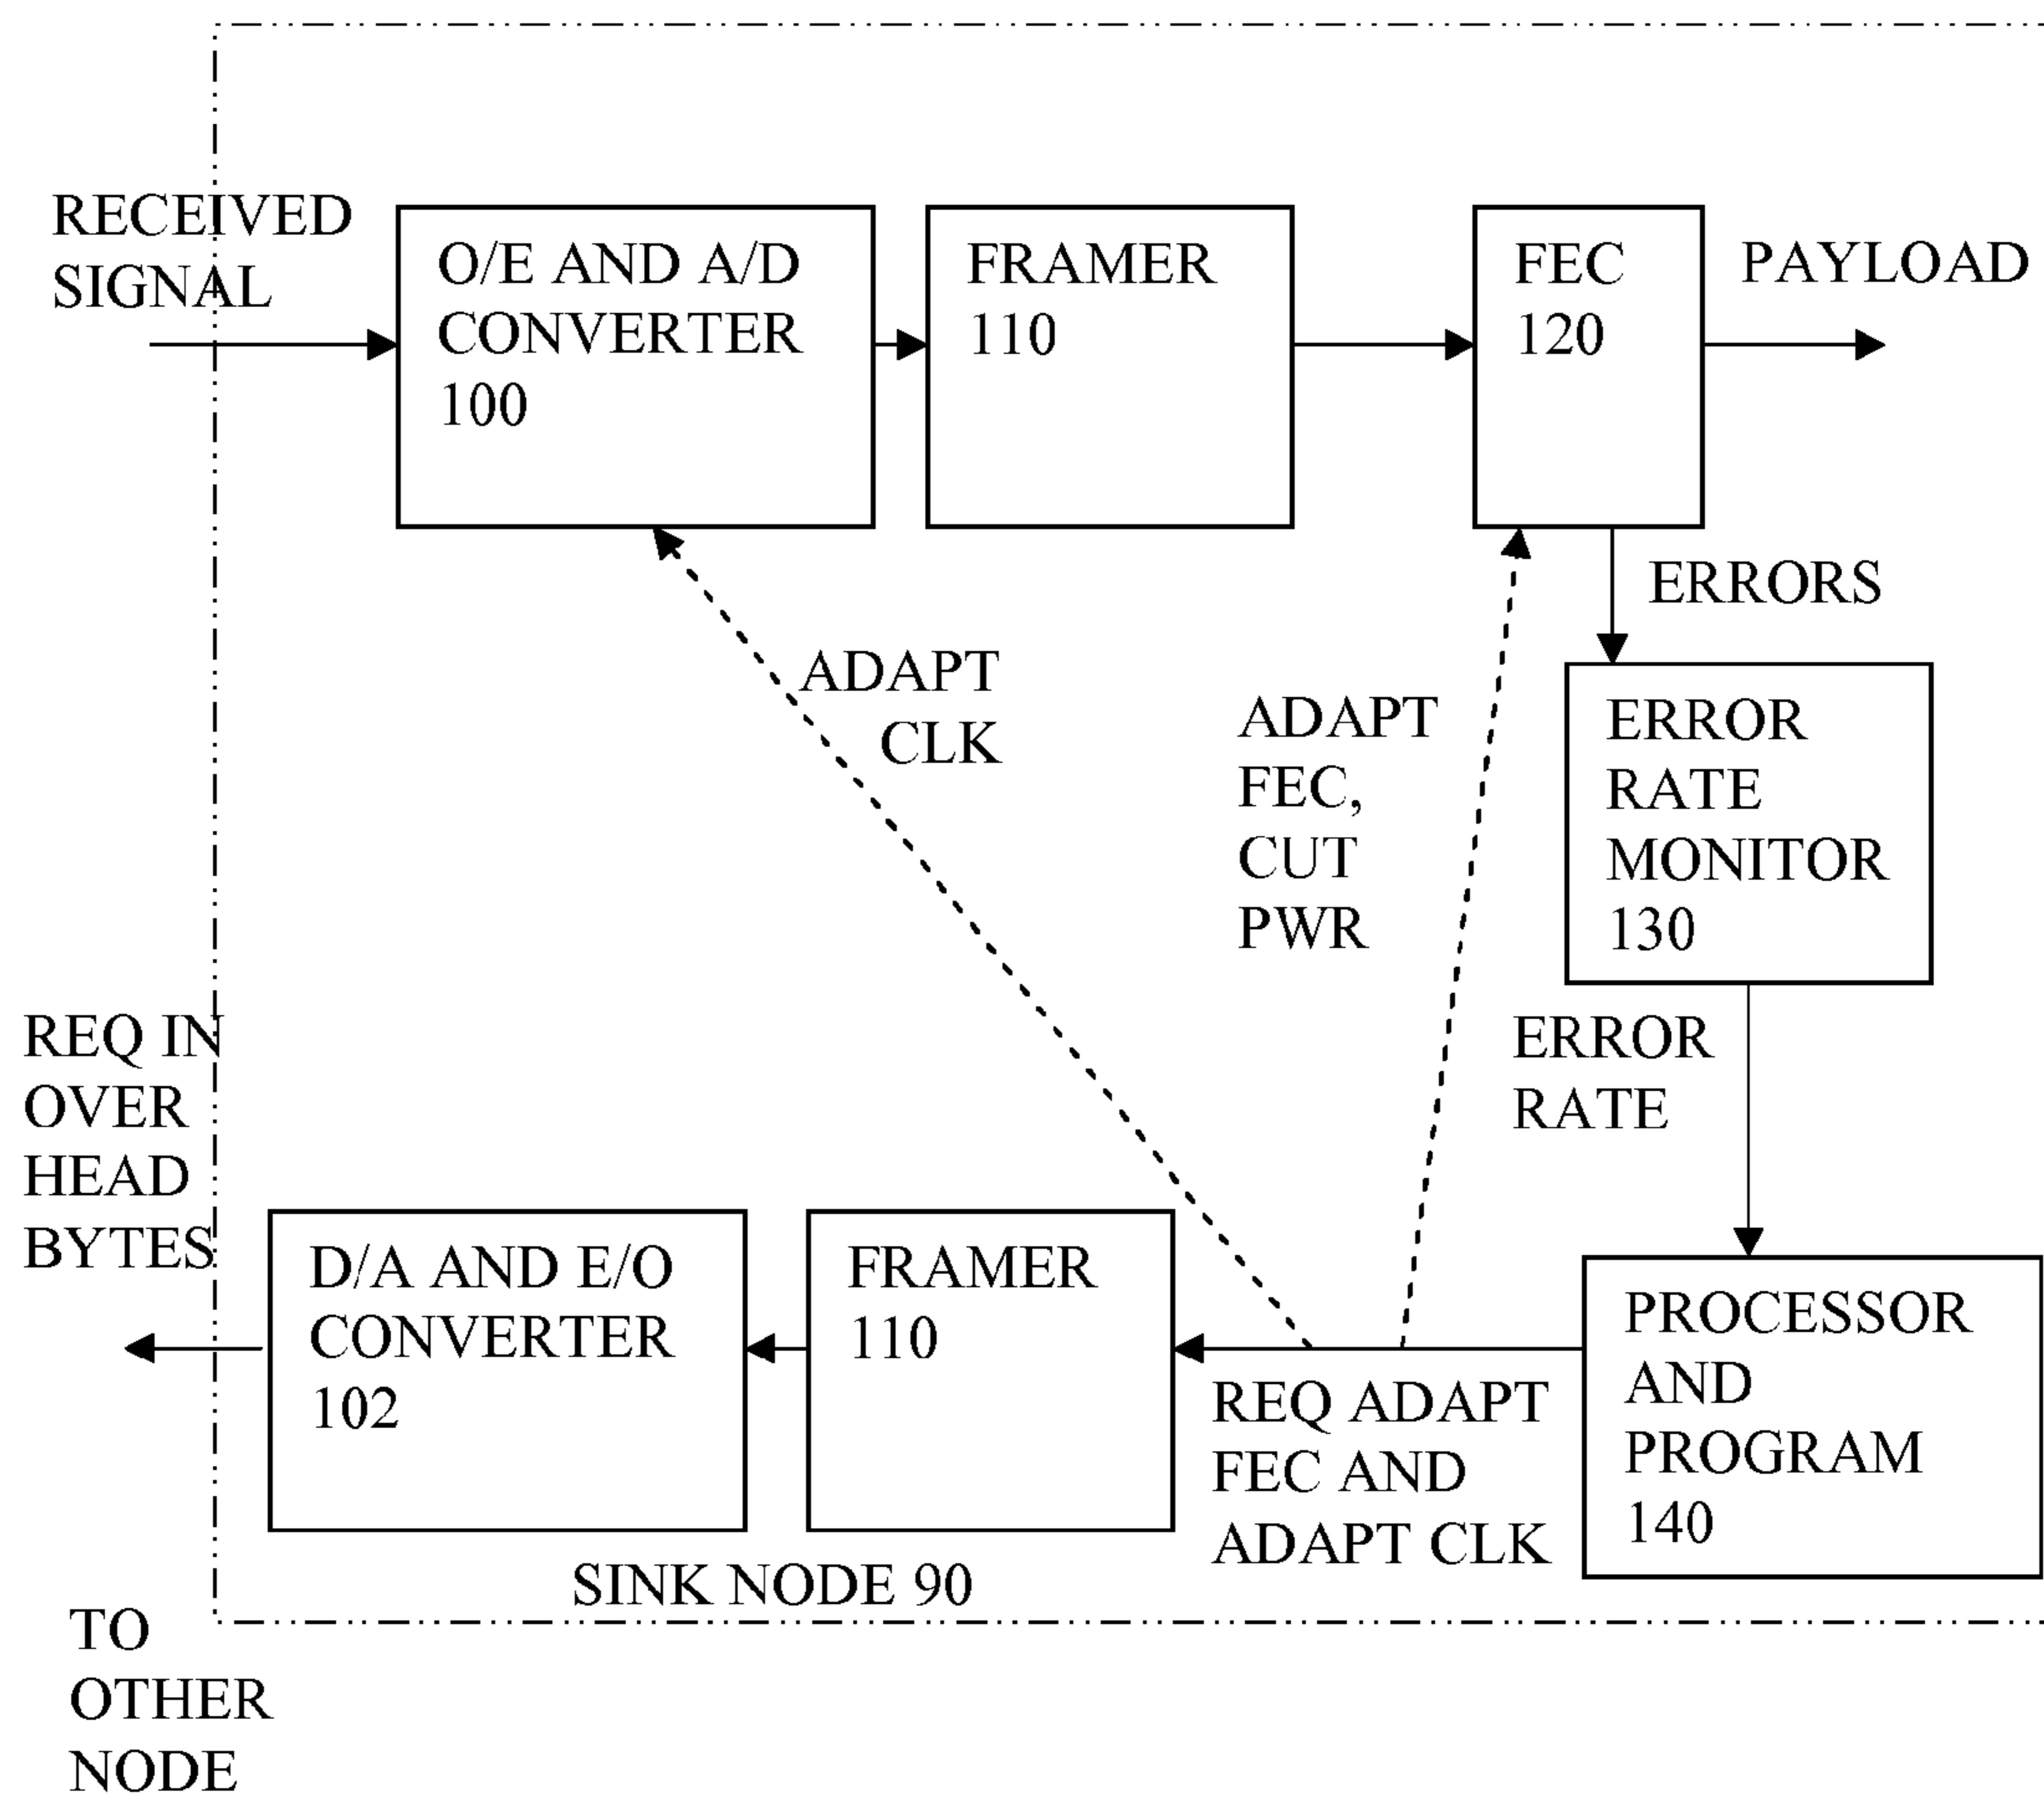 RECEIVED
SIGNAL
O/E AND A/D
CONVERTER
100
FRAMER
110
FEC
120
PAYLOAD
ERRORS
ADAPT
CLK
ADAPT
FEC,
CUT
PWR
ERROR
RATE
MONITOR
130
ERROR
RATE
REQ IN
OVER
HEAD
BYTES
D/A AND E/O
CONVERTER
102
FRAMER
110
REQ ADAPT
FEC AND
ADAPT CLK
PROCESSOR
AND
PROGRAM
140
SINK NODE 90
TO
OTHER
NODE